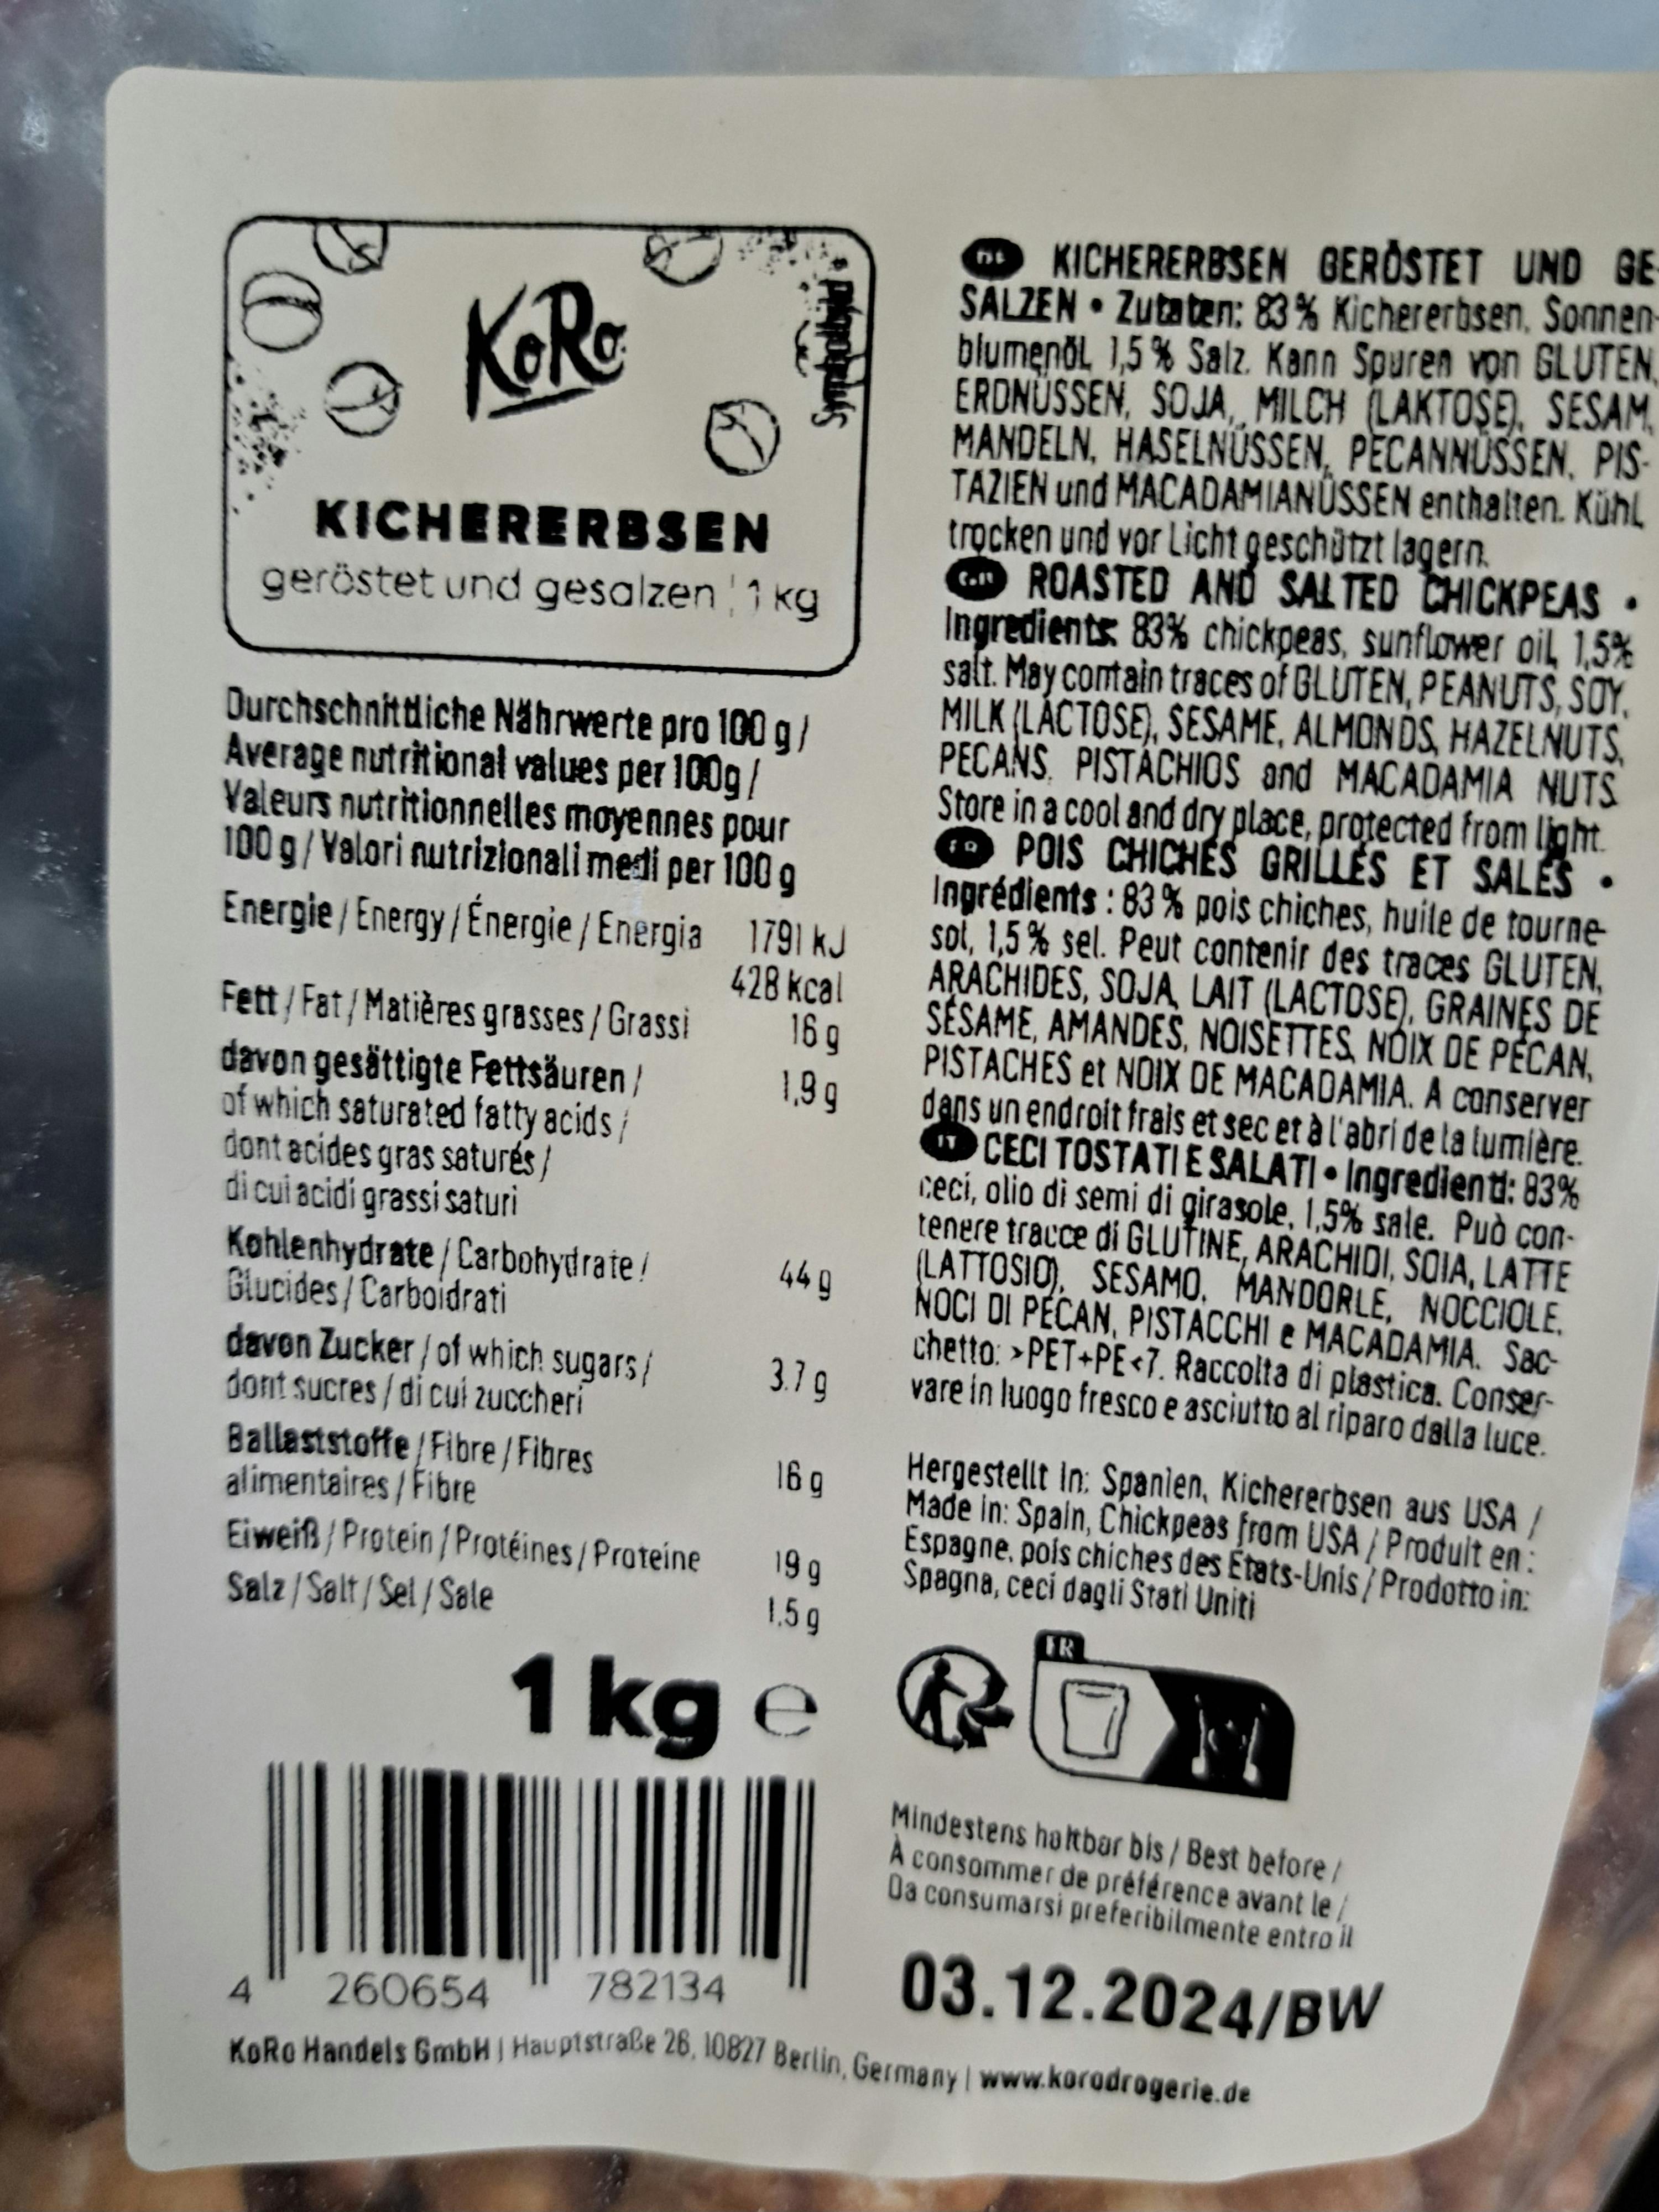 KoRo
KICHERERBSEN
geröstet und gesalzen | 1 kg
Durchschnittliche Nährwerte pro 100 g /
Average nutritional values per 100g /
Valeurs nutritionnelles moyennes pour
100 g / Valori nutrizionali medi per 100 g
Energie / Energy / Énergie / Energia 1791 kJ
428 kcal
Fett / Fat / Matières grasses / Grassi 16 g
davon gesättigte Fettsäuren / 1,9 g
of which saturated fatty acids /
dont acides gras saturés /
di cui acidi grassi saturi
Kohlenhydrate / Carbohydrate / 44 g
Glucides / Carboidrati
davon Zucker / of which sugars / 3.7 g
dont sucres / di cui zuccheri
Ballaststoffe / Fibre / Fibres 16 g
alimentaires / Fibre
Eiweiß / Protein / Protéines / Proteine 19 g
Salz / Salt / Sel / Sale 1.5 g
1 kg e
4 260654 782134
DE KICHERERBSEN GERÖSTET UND GE-
SALZEN • Zutaten: 83 % Kichererbsen, Sonnen-
blumenöl, 1,5 % Salz. Kann Spuren von GLUTEN,
ERDNÜSSEN, SOJA, MILCH (LAKTOSE), SESAM,
MANDELN, HASELNÜSSEN, PECANNÜSSEN, PIS-
TAZIEN und MACADAMIANÜSSEN enthalten. Kühl,
trocken und vor Licht geschützt lagern.
GB ROASTED AND SALTED CHICKPEAS •
Ingredients: 83% chickpeas, sunflower oil, 1,5%
salt. May contain traces of GLUTEN, PEANUTS, SOY,
MILK (LACTOSE), SESAME, ALMONDS, HAZELNUTS,
PECANS, PISTACHIOS and MACADAMIA NUTS.
Store in a cool and dry place, protected from light.
FR POIS CHICHES GRILLÉS ET SALÉS •
Ingrédients : 83 % pois chiches, huile de tourne-
sol, 1,5 % sel. Peut contenir des traces GLUTEN,
ARACHIDES, SOJA, LAIT (LACTOSE), GRAINES DE
SÉSAME, AMANDES, NOISETTES, NOIX DE PÉCAN,
PISTACHES et NOIX DE MACADAMIA. A conserver
dans un endroit frais et sec et à l'abri de la lumière.
IT CECI TOSTATI E SALATI • Ingredienti: 83%
ceci, olio di semi di girasole, 1,5% sale. Può con-
tenere tracce di GLUTINE, ARACHIDI, SOIA, LATTE
(LATTOSIO), SESAMO, MANDORLE, NOCCIOLE,
NOCI DI PECAN, PISTACCHI e MACADAMIA. Sac-
chetto: >PET+PE<7. Raccolta di plastica. Conser-
vare in luogo fresco e asciutto al riparo dalla luce.
Hergestellt in: Spanien, Kichererbsen aus USA /
Made in: Spain, Chickpeas from USA / Produit en :
Espagne, pois chiches des États-Unis / Prodotto in:
Spagna, ceci dagli Stati Uniti
FR
Mindestens haltbar bis / Best before /
À consommer de préférence avant le /
Da consumarsi preferibilmente entro il
03.12.2024/BW
KoRo Handels GmbH | Hauptstraße 26, 10827 Berlin, Germany | www.korodrogerie.de